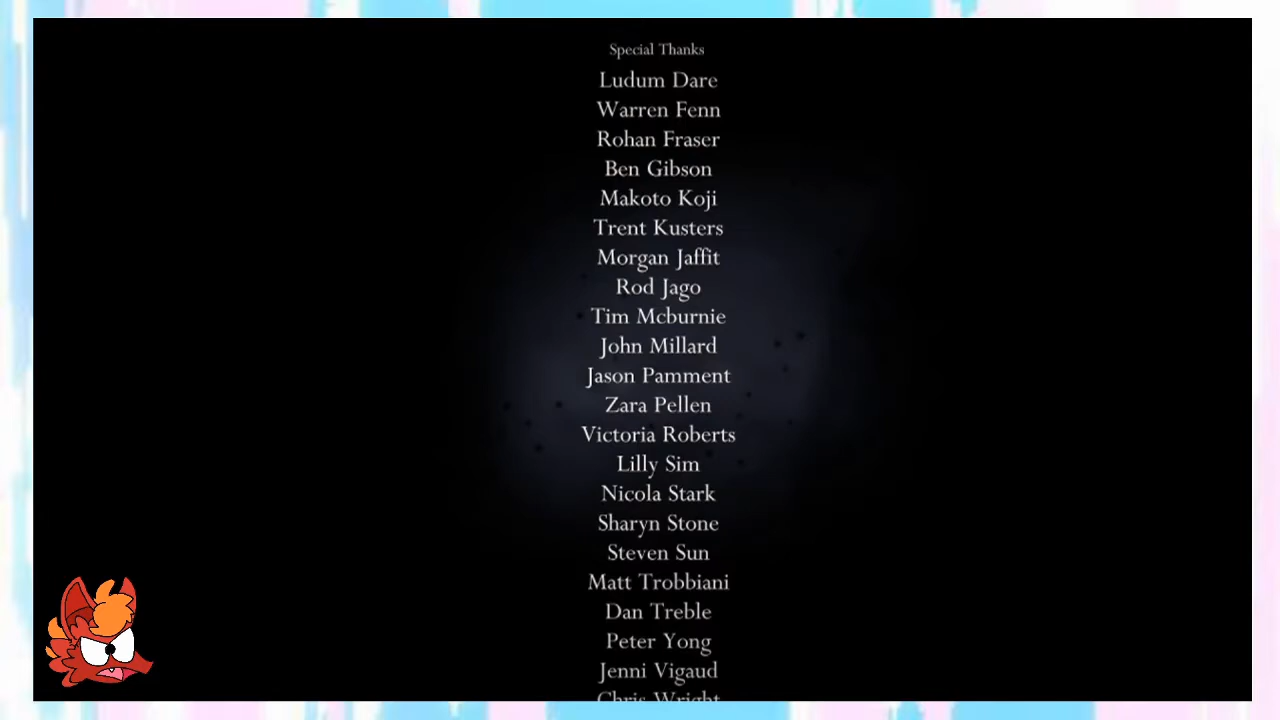 Special Thanks
Ludum Dare
Warren Fenn
Rohan Fraser
Ben Gibson
Makoto Koji
Trent Kusters
Morgan Jaffit
Rod Jago
Tim Mcburnie
John Millard
Jason Pamment
Zara Pellen
Victoria Roberts
Lilly Sim
Nicola Stark
Sharyn Stone
Steven Sun
Matt Trobbiani
Dan Treble
Peter Yong
Jenni Vigaud
Chris Wright